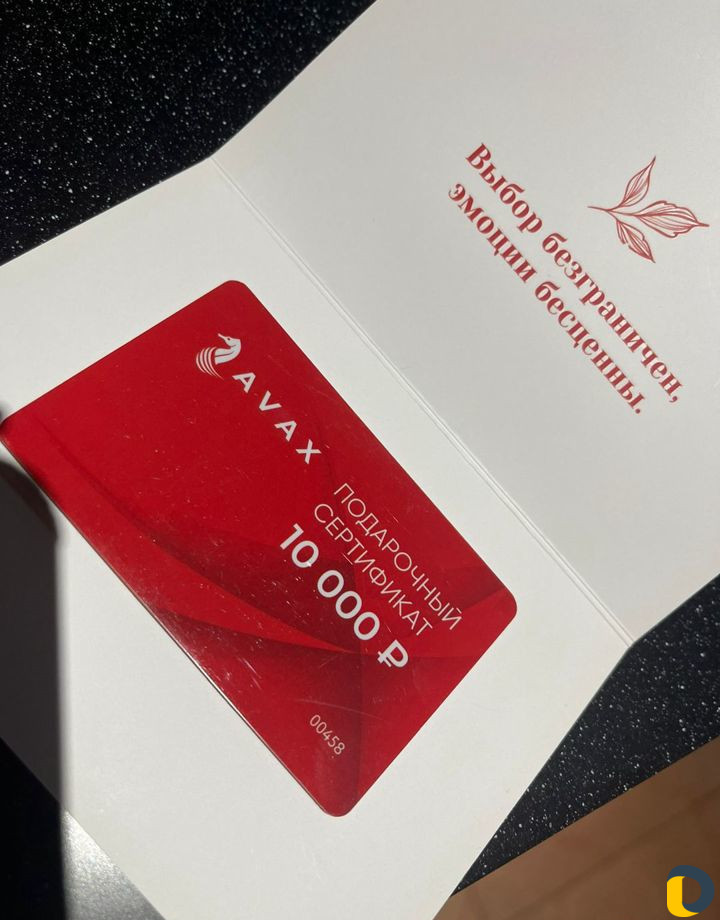 Выбор безграничен,
эмоции бесценны.
AVAX
ПОДАРОЧНЫЙ
СЕРТИФИКАТ
10 000 ₽
00458